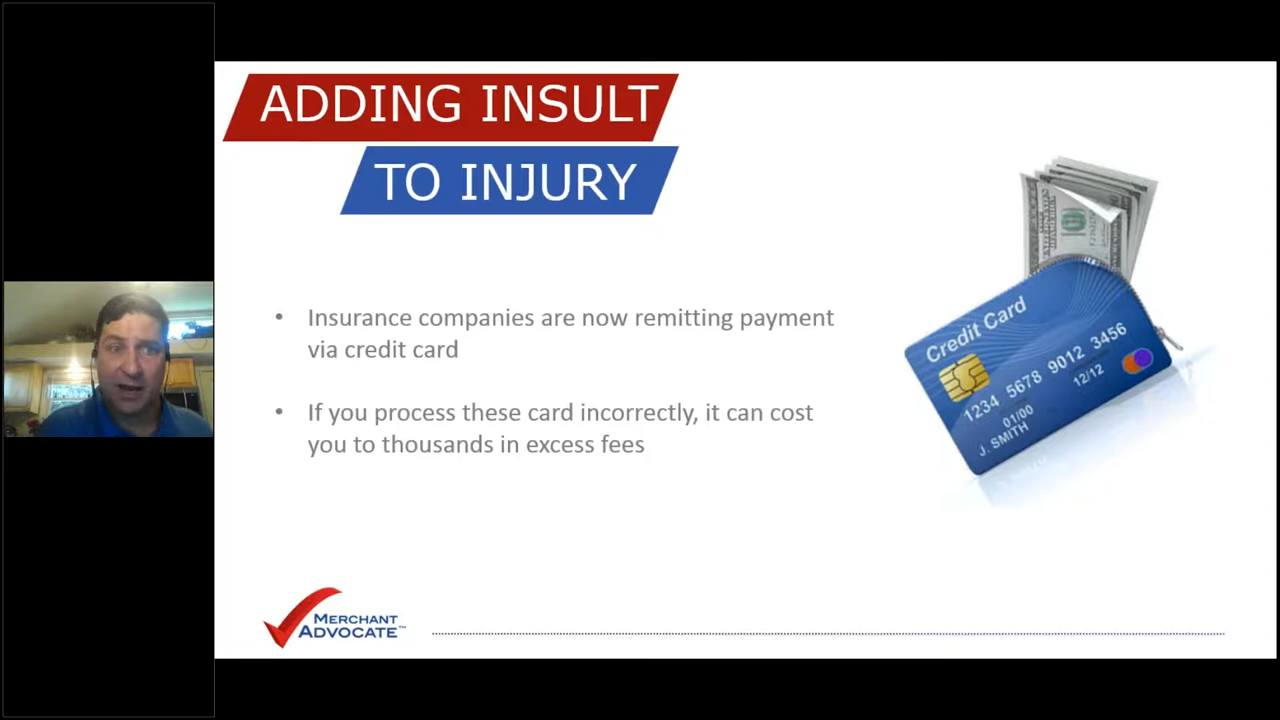 ADDING INSULT
TO INJURY
• Insurance companies are now remitting payment
via credit card
• If you process these card incorrectly, it can cost
you to thousands in excess fees
Credit Card
1234 5678 9012 3456
01/00
12/12
J. SMITH
MERCHANT
ADVOCATE™